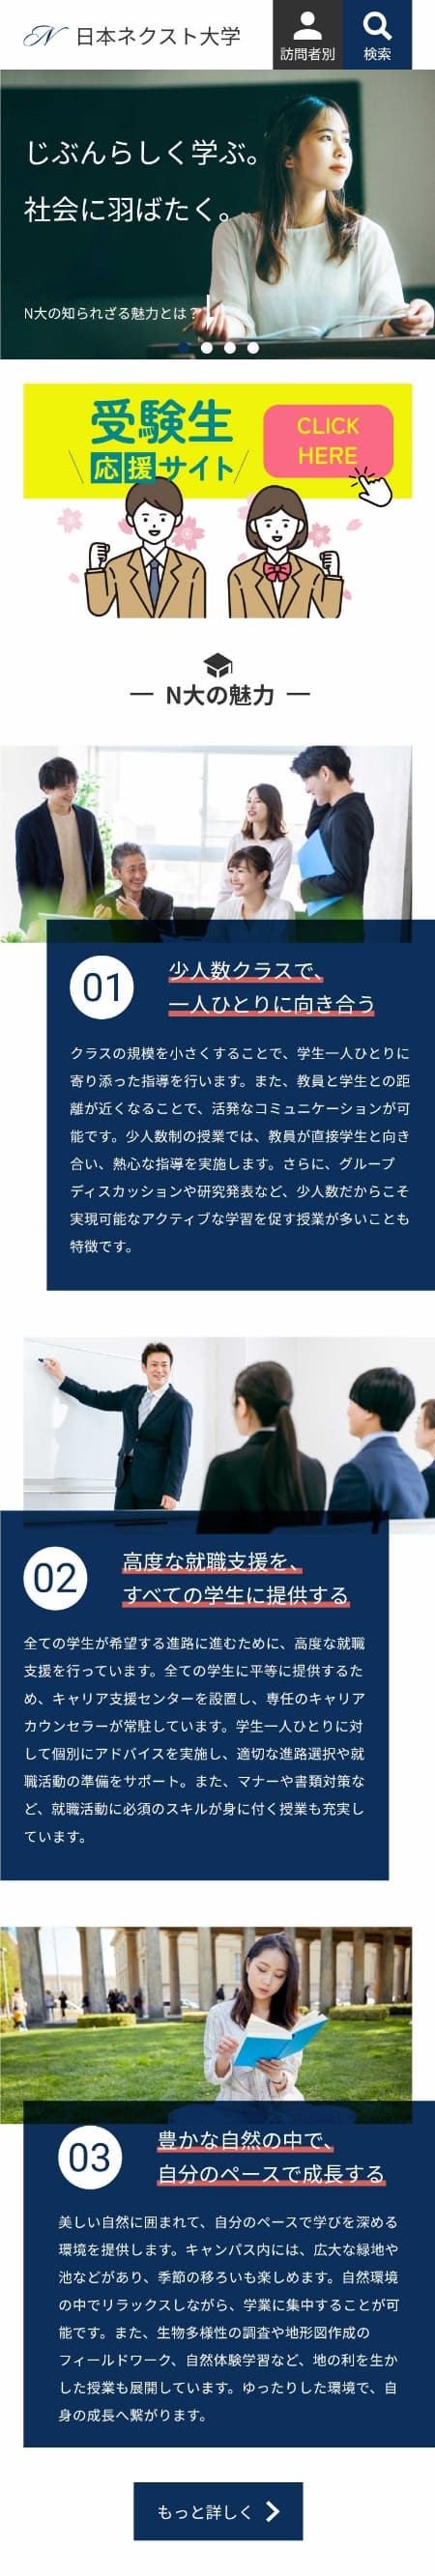 N 日本ネクスト大学
訪問者別
検索
じぶんらしく学ぶ。
社会に羽ばたく。
N大の知られざる魅力とは？
受験生
応援サイト
CLICK
HERE
N大の魅力
01
少人数クラスで、
一人ひとりに向き合う
クラスの規模を小さくすることで、学生一人ひとりに
寄り添った指導を行います。また、教員と学生との距
離が近くなることで、活発なコミュニケーションが可
能です。少人数制の授業では、教員が直接学生と向き
合い、熱心な指導を実施します。さらに、グループ
ディスカッションや研究発表など、少人数だからこそ
実現可能なアクティブな学習を促す授業が多いことも
特徴です。
02
高度な就職支援を、
すべての学生に提供する
全ての学生が希望する進路に進むために、高度な就職
支援を行っています。全ての学生に平等に提供するた
め、キャリア支援センターを設置し、専任のキャリア
カウンセラーが常駐しています。学生一人ひとりに対
して個別にアドバイスを実施し、適切な進路選択や就
職活動の準備をサポート。また、マナーや書類対策な
ど、就職活動に必須のスキルが身に付く授業も充実し
ています。
03
豊かな自然の中で、
自分のペースで成長する
美しい自然に囲まれて、自分のペースで学びを深める
環境を提供します。キャンパス内には、広大な緑地や
池などがあり、季節の移ろいも楽しめます。自然環境
の中でリラックスしながら、学業に集中することが可
能です。また、生物多様性の調査や地形図作成の
フィールドワーク、自然体験学習など、地の利を生か
した授業も展開しています。ゆったりした環境で、自
身の成長へ繋がります。
もっと詳しく